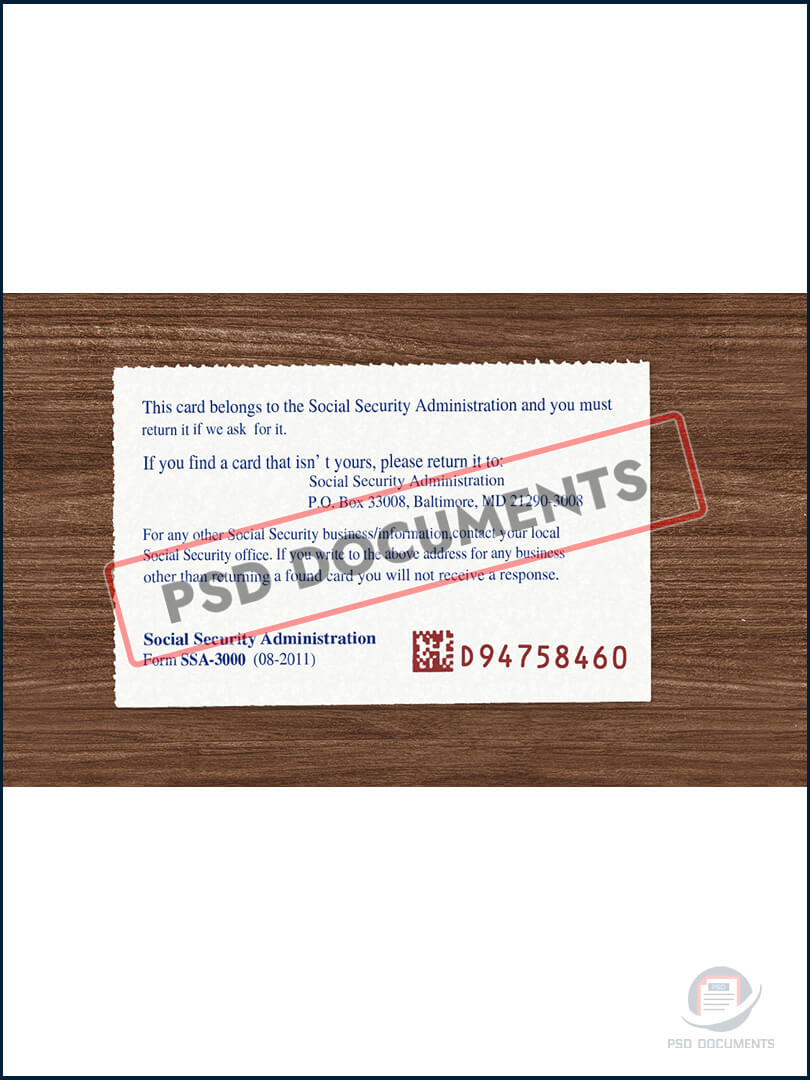 This card belongs to the Social Security Administration and you must
return it if we ask for it.
If you find a card that isn' t yours, please return it to:
Social Security Administration
P.O. Box 33008, Baltimore, MD 21290-3008
For any other Social Security business/information,contact your local
Social Security office. If you write to the above address for any business
other than returning a found card you will not receive a response.
PSD DOCUMENTS
Social Security Administration
Form SSA-3000 (08-2011)
D94758460
PSD
PSD DOCUMENTS